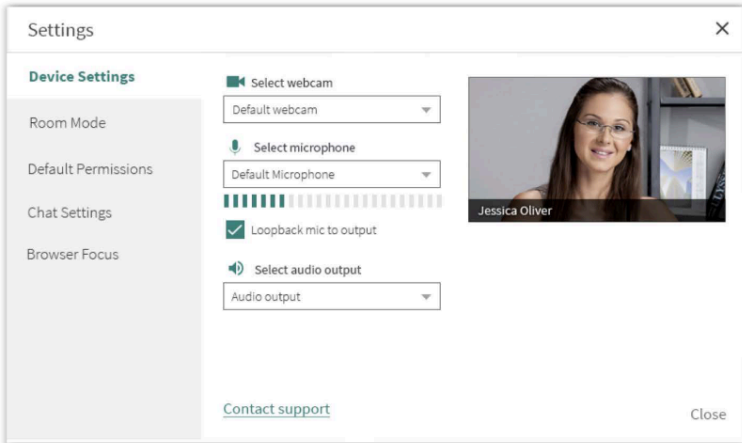 Settings
Device Settings
Room Mode
Default Permissions
Chat Settings
Browser Focus
Select webcam
Default webcam
Select microphone
Default Microphone
Loopback mic to output
Select audio output
Audio output
Jessica Oliver
Contact support
Close